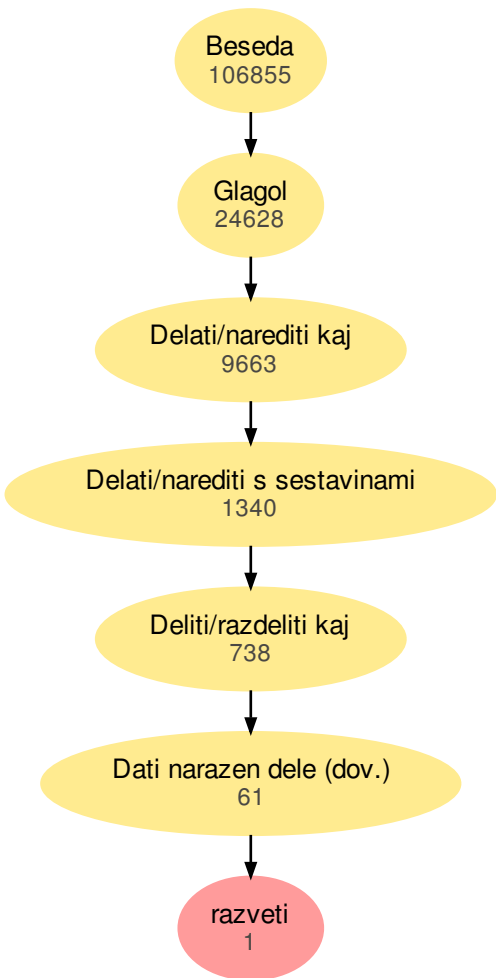 Beseda
106855
Glagol
24628
Delati/narediti kaj
9663
Delati/narediti s sestavinami
1340
Deliti/razdeliti kaj
738
Dati narazen dele (dov.)
61
razveti
1